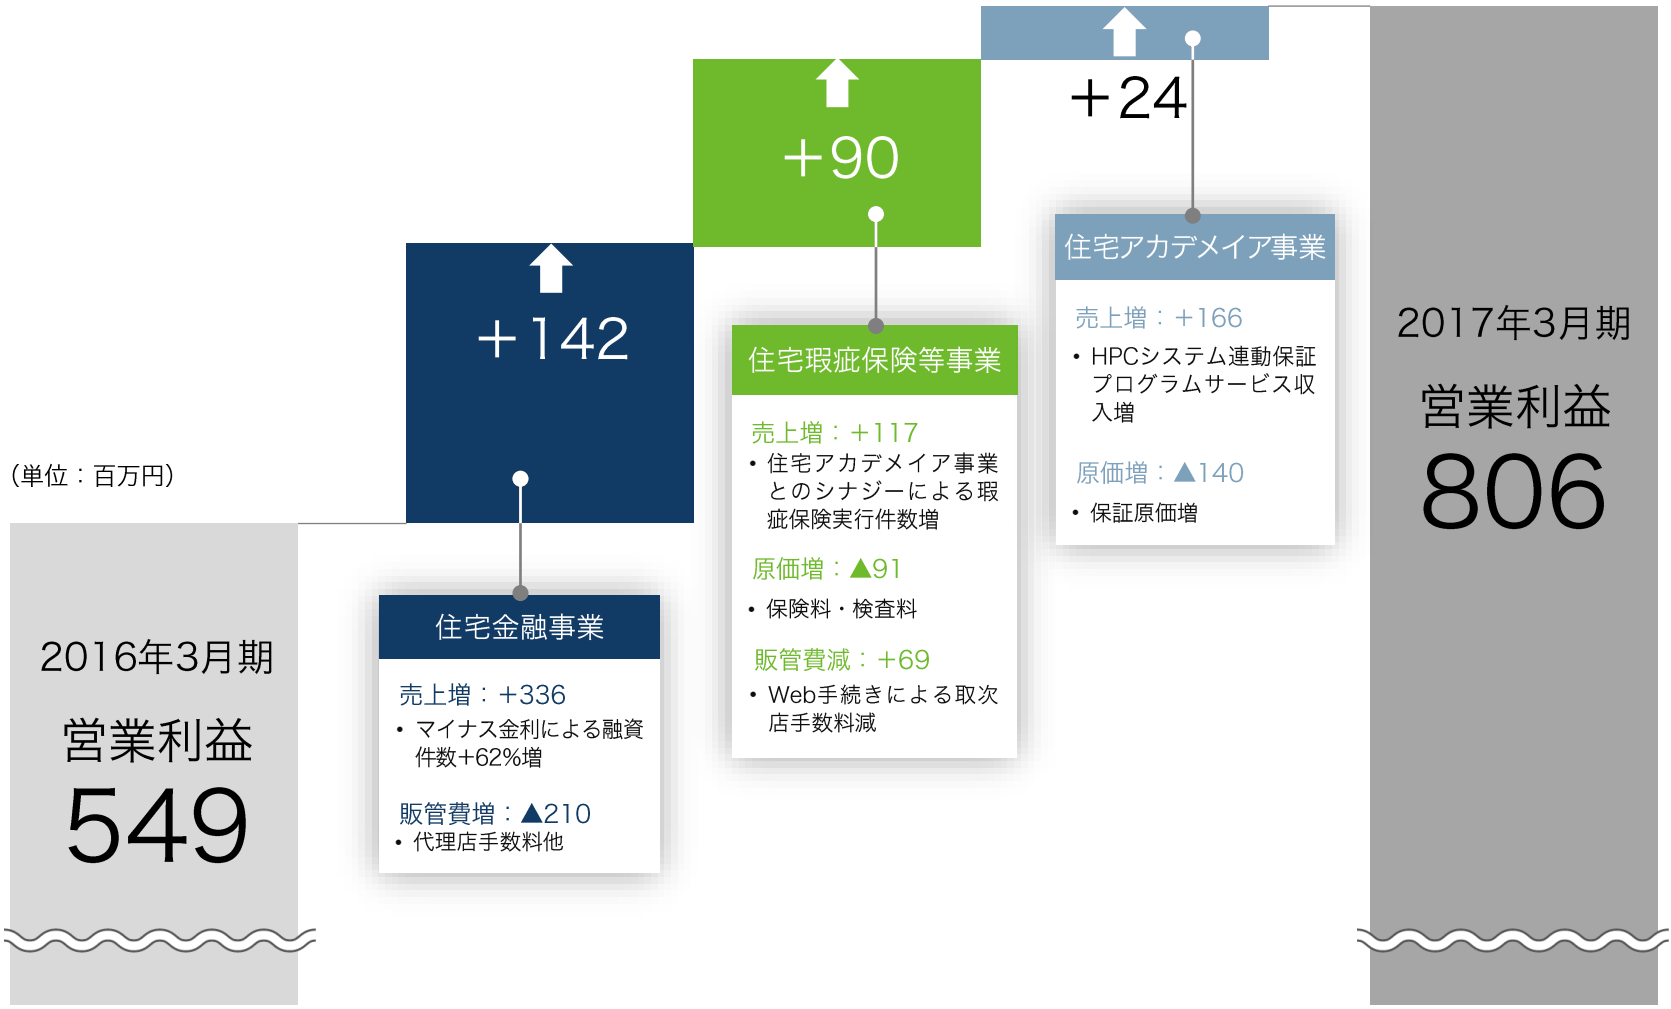 （単位：百万円）
2016年3月期
営業利益
549
+142
住宅金融事業
売上増：+336
• マイナス金利による融資
件数+62%増
販管費増：▲210
• 代理店手数料他
+90
住宅瑕疵保険等事業
売上増：+117
• 住宅アカデメイア事業
とのシナジーによる瑕
疵保険実行件数増
原価増：▲91
• 保険料・検査料
販管費減：+69
• Web手続きによる取次
店手数料減
+24
住宅アカデメイア事業
売上増：+166
• HPCシステム連動保証
プログラムサービス収
入増
原価増：▲140
• 保証原価増
2017年3月期
営業利益
806